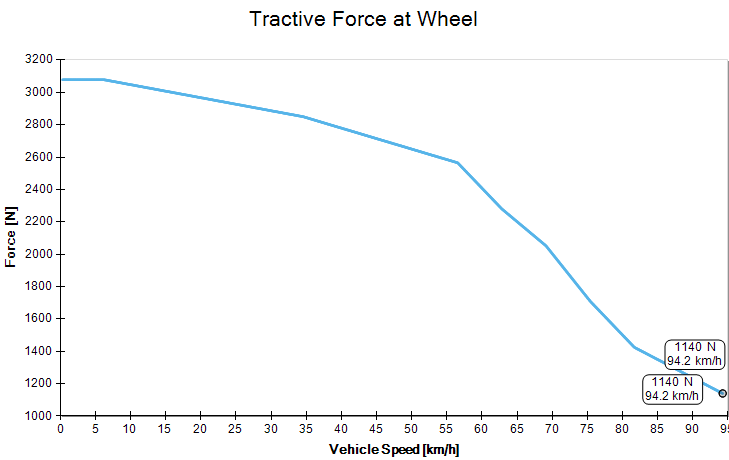 Tractive Force at Wheel
3200
3000
2800
2600
2400
2200
2000
1800
1600
1400
1200
1000
Force [N]
1140 N
94.2 km/h
1140 N
94.2 km/h
0 5 10 15 20 25 30 35 40 45 50 55 60 65 70 75 80 85 90 95
Vehicle Speed [km/h]